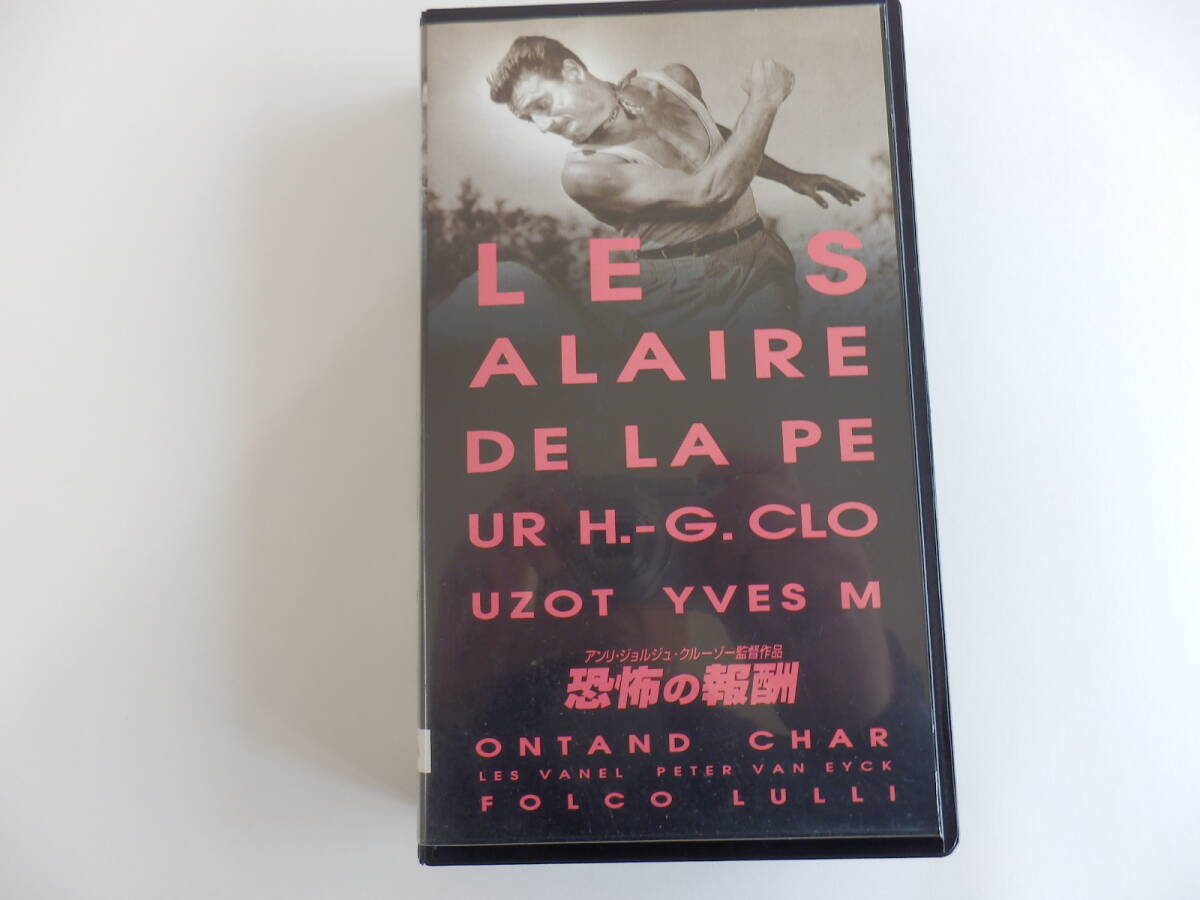 LE S
ALAIRE
DE LA PE
UR H.-G. CLO
UZOT YVES M
アンリ・ジョルジュ・クルーゾー監督作品
恐怖の報酬
ONTAND CHAR
LES VANEL PETER VAN EYCK
FOLCO LULLI